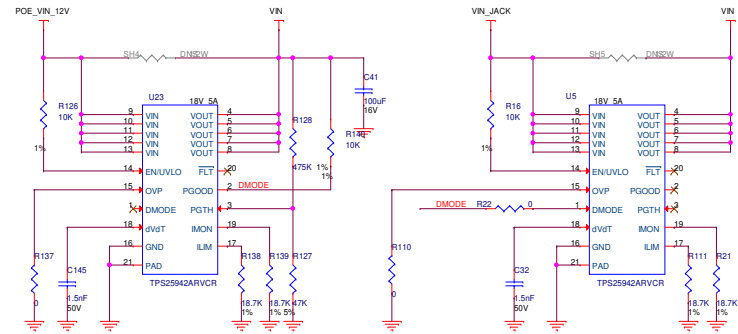 POE_VIN_12V
VIN
VIN_JACK
VIN
SH4
SH5
U23
18V 5A
C41
100uF
16V
R126
10K
1%
R128
475K
1%
10K
1%
9 VIN VOUT 4
10 VIN VOUT 5
11 VIN VOUT 6
12 VIN VOUT 7
13 VIN VOUT 8
14 EN/UVLO FLT 20
15 OVP PGOOD 2 DMODE
1 DMODE PGTH 3
18 dVdT IMON 19
16 GND ILIM 17
21 PAD
TPS25942ARVCR
R137
0
C145
1.5nF
50V
R138
18.7K
1%
R139
18.7K
1%
R127
47K
5%
U5
18V 5A
R16
10K
1%
9 VIN VOUT 4
10 VIN VOUT 5
11 VIN VOUT 6
12 VIN VOUT 7
13 VIN VOUT 8
14 EN/UVLO FLT 20
15 OVP PGOOD 2
DMODE R22 0 1 DMODE PGTH 3
18 dVdT IMON 19
16 GND ILIM 17
21 PAD
TPS25942ARVCR
R110
0
C32
1.5nF
50V
R111
18.7K
1%
R21
18.7K
1%